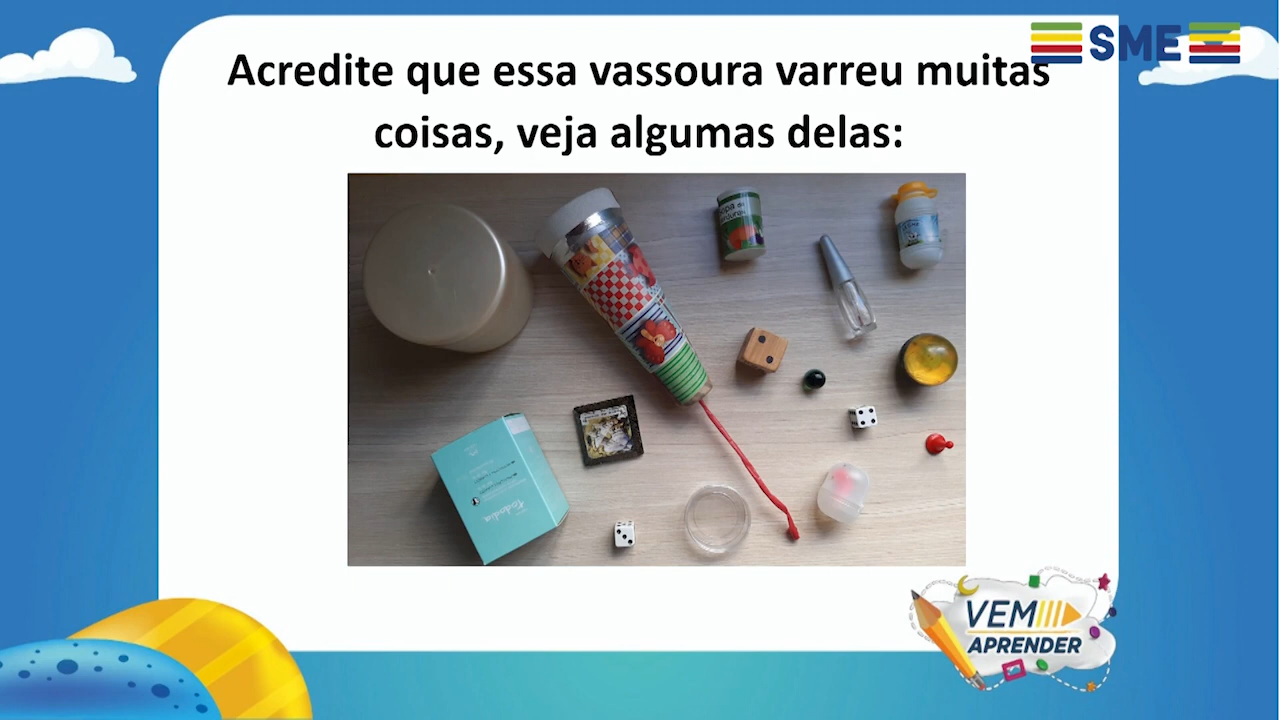 SME
Acredite que essa vassoura varreu muitas
coisas, veja algumas delas:
VEM
APRENDER